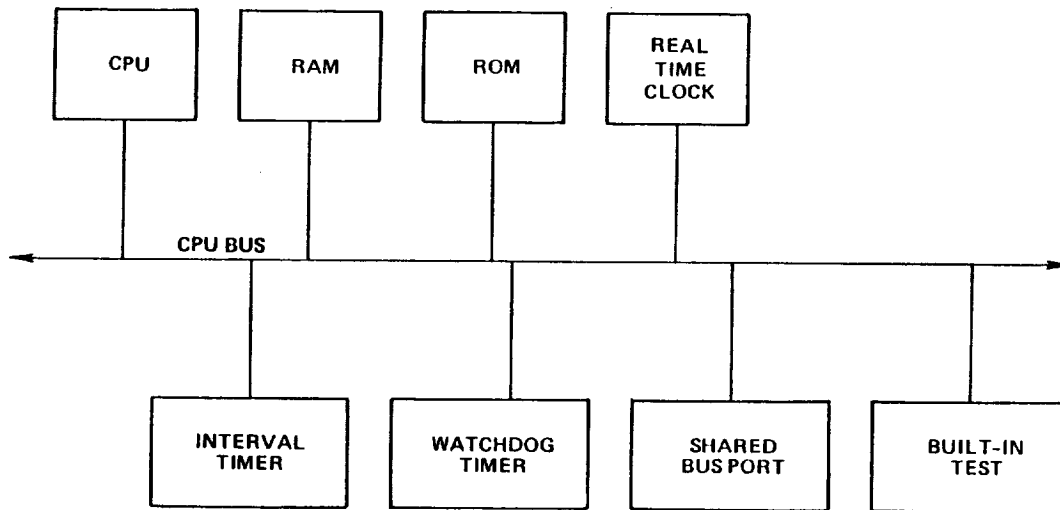 CPU
RAM
ROM
REAL
TIME
CLOCK
CPU BUS
INTERVAL
TIMER
WATCHDOG
TIMER
SHARED
BUS PORT
BUILT-IN
TEST